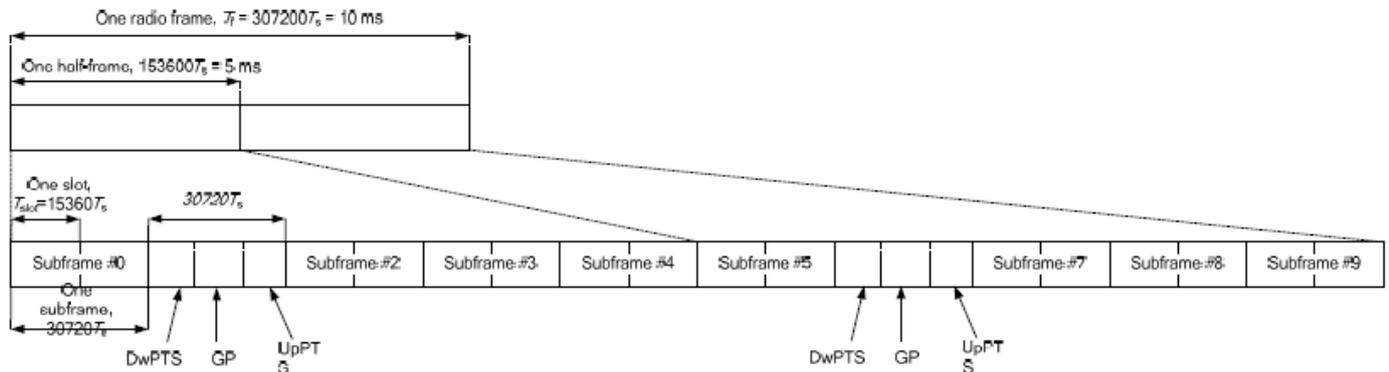 One radio frame, Tf = 307200Ts = 10 ms
One half-frame, 153600Ts = 5 ms
One slot,
Tslot=15360Ts
30720Ts
Subframe #0
Subframe #2
Subframe #3
Subframe #4
Subframe #5
Subframe #7
Subframe #8
Subframe #9
One
subframe,
30720Ts
DwPTS
GP
UpPT
S
DwPTS
GP
UpPT
S